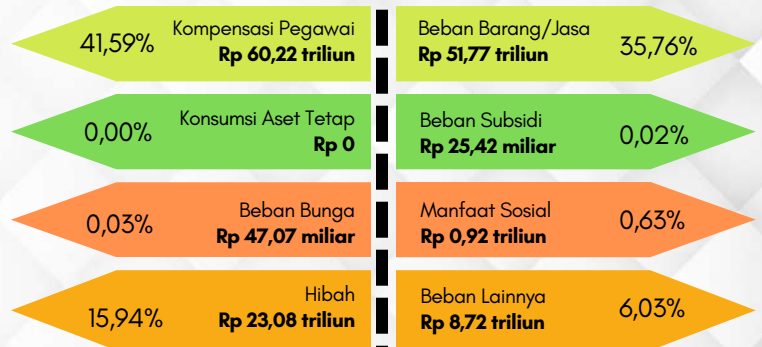 41,59%
Kompensasi Pegawai
Rp 60,22 triliun
Beban Barang/Jasa
Rp 51,77 triliun
35,76%
0,00%
Konsumsi Aset Tetap
Rp 0
Beban Subsidi
Rp 25,42 miliar
0,02%
0,03%
Beban Bunga
Rp 47,07 miliar
Manfaat Sosial
Rp 0,92 triliun
0,63%
15,94%
Hibah
Rp 23,08 triliun
Beban Lainnya
Rp 8,72 triliun
6,03%